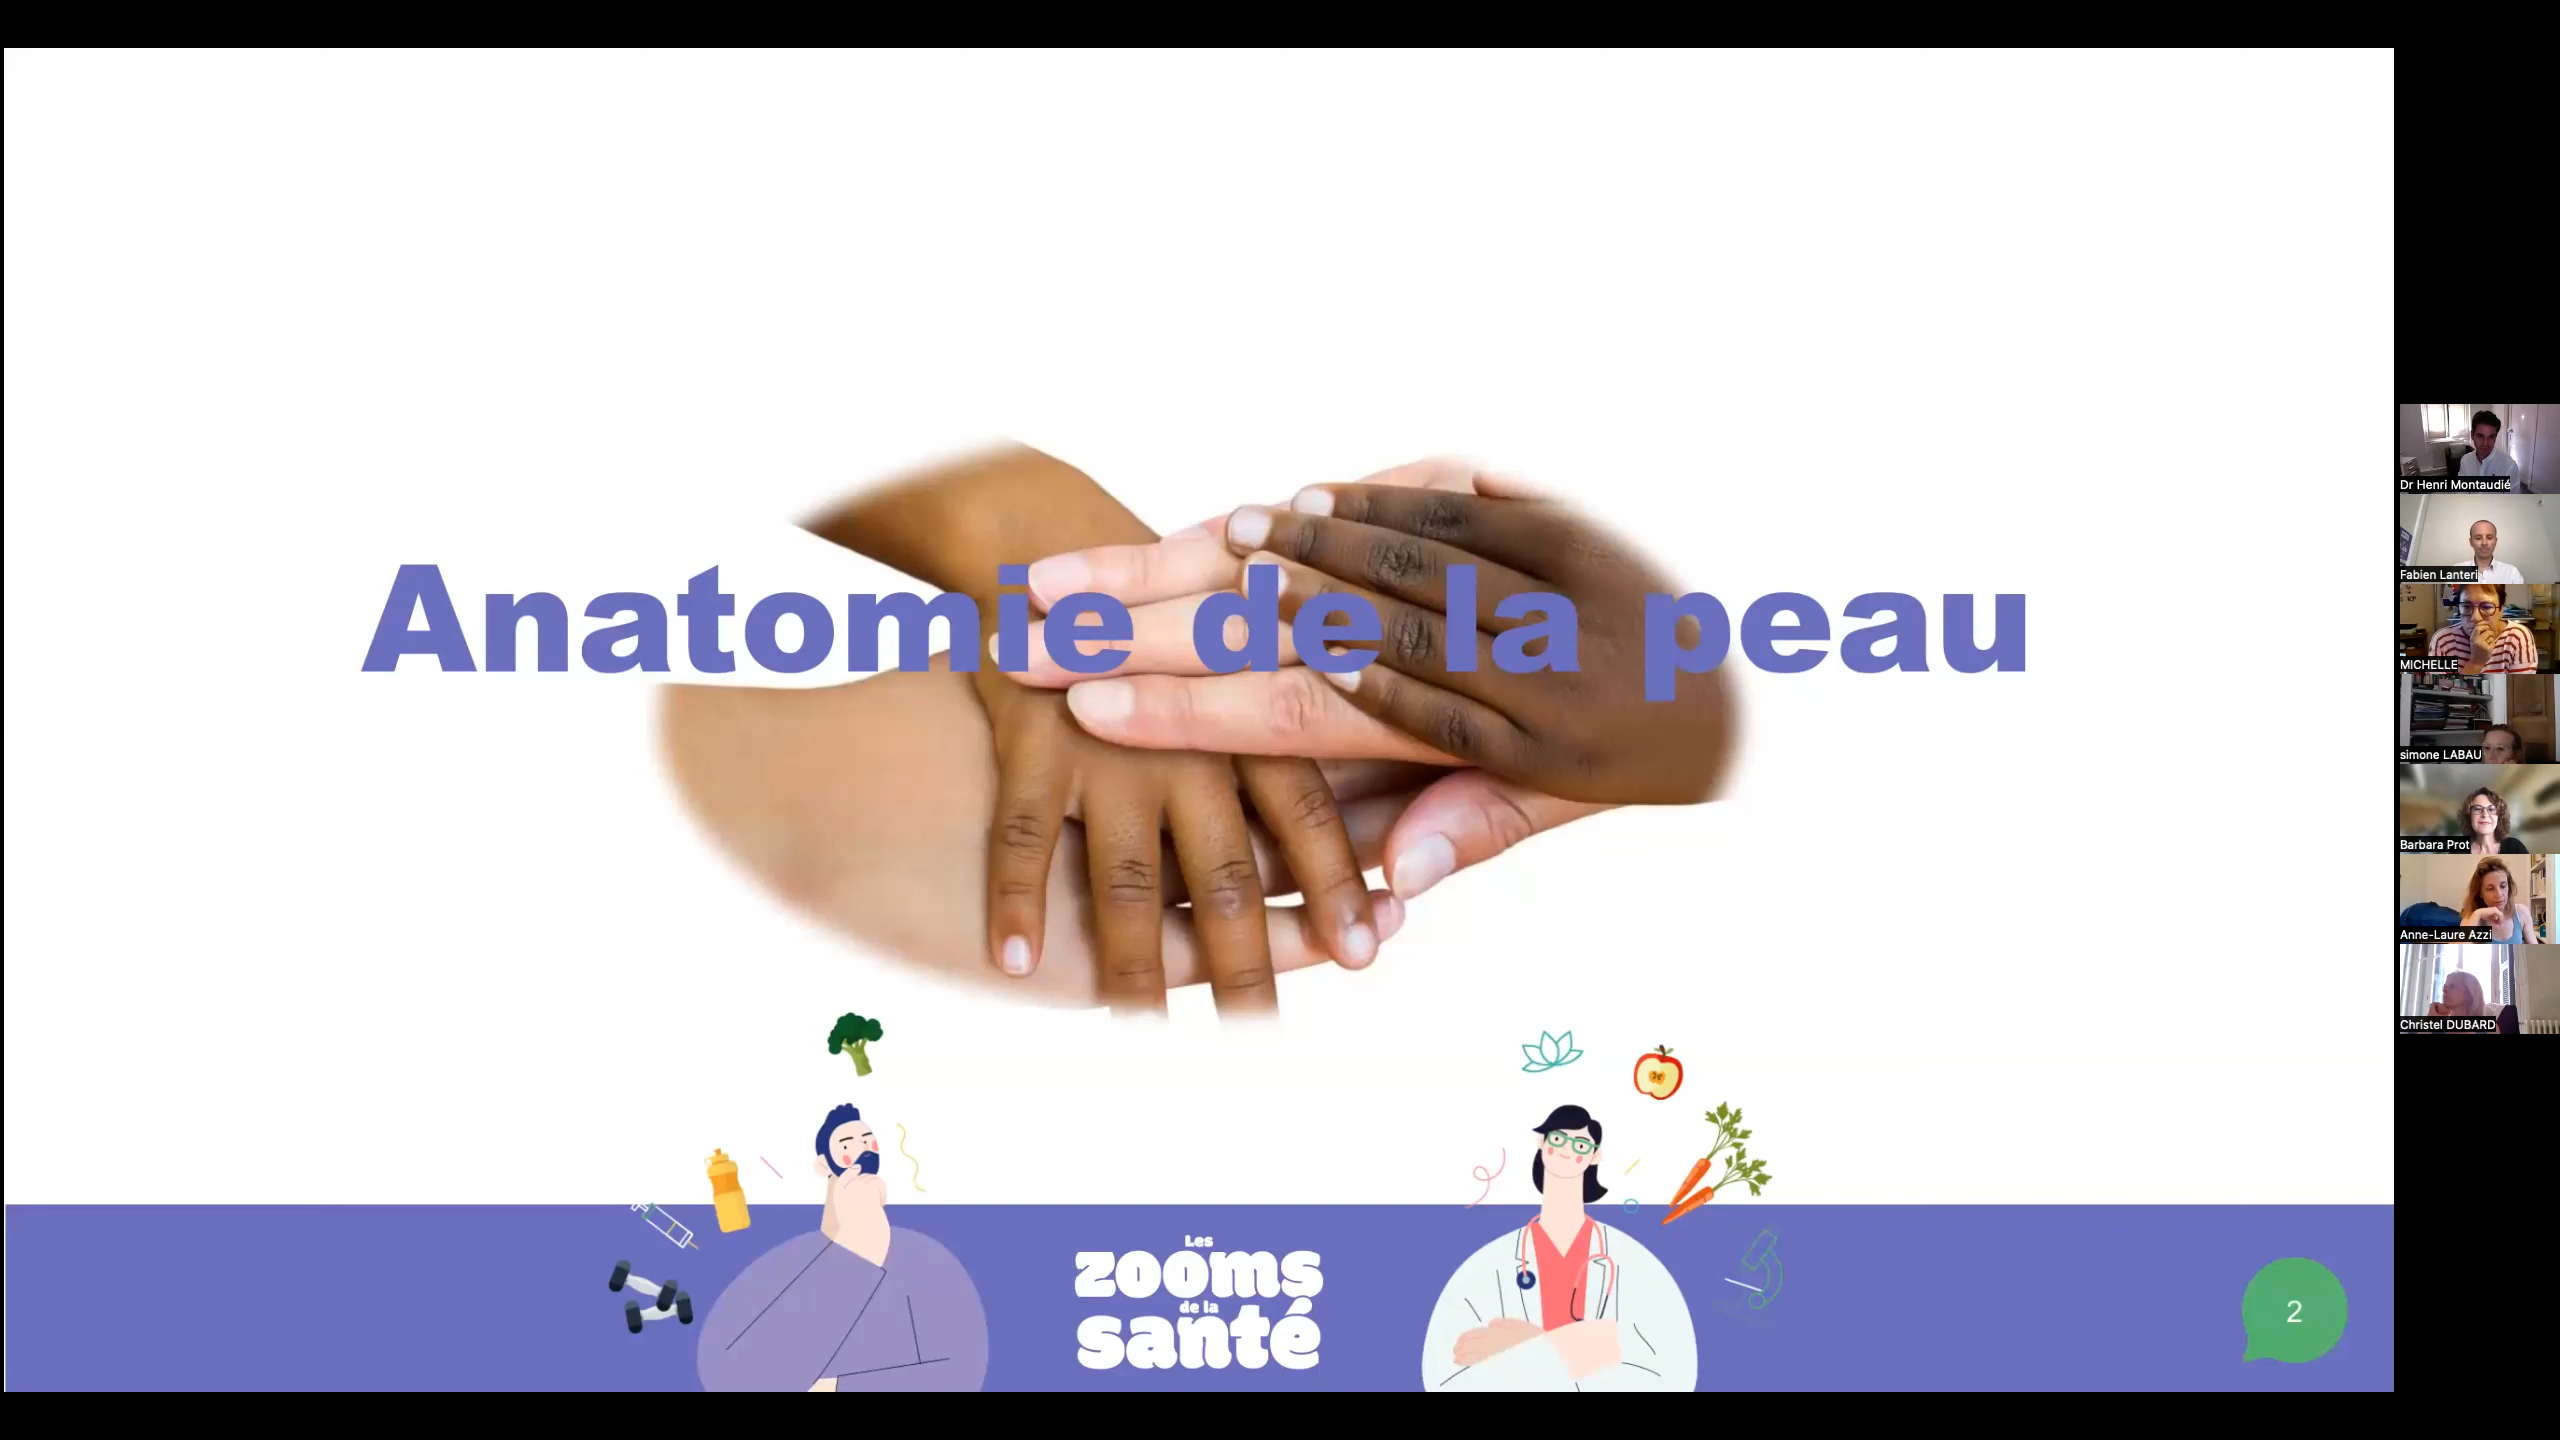 Anatomie de la peau
Les
zooms
de la
santé
2
Dr Henri Montaudié
Fabien Lanteri
MICHELLE
simone LABAU
Barbara Prot
Anne-Laure Azzi
Christel DUBARD